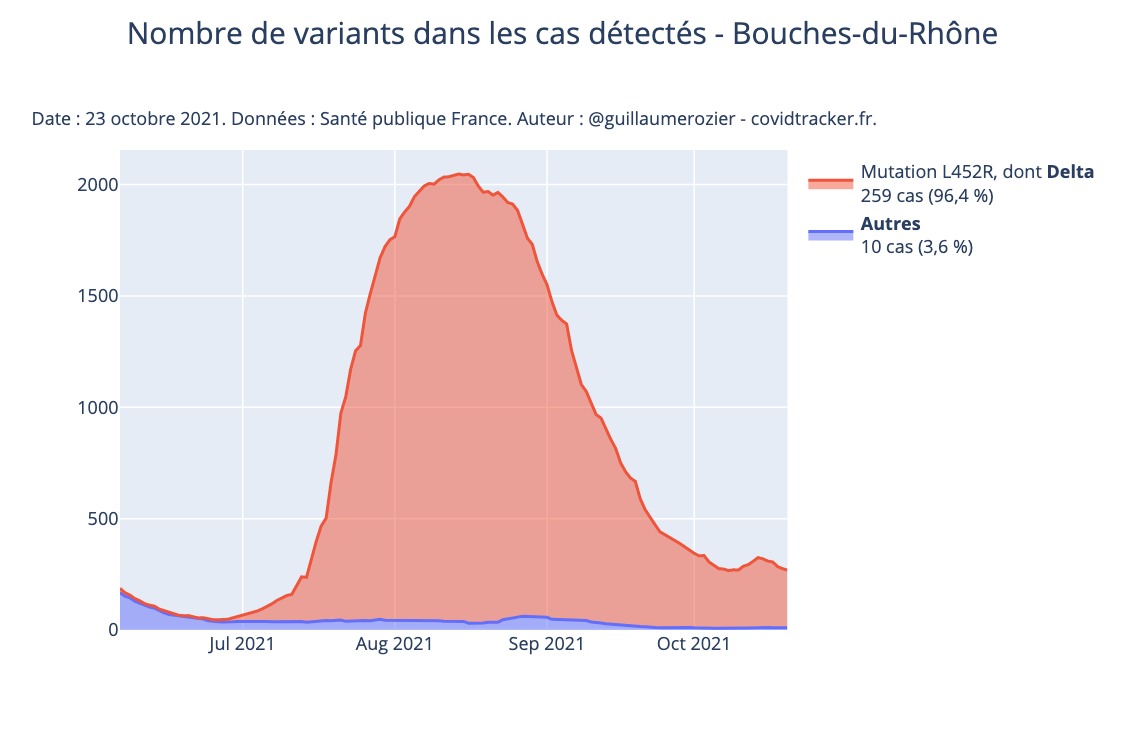 Nombre de variants dans les cas détectés - Bouches-du-Rhône
Date : 23 octobre 2021. Données : Santé publique France. Auteur : @guillaumerozier - covidtracker.fr.
Mutation L452R, dont Delta
259 cas (96,4 %)
Autres
10 cas (3,6 %)
2000
1500
1000
500
0
Jul 2021
Aug 2021
Sep 2021
Oct 2021